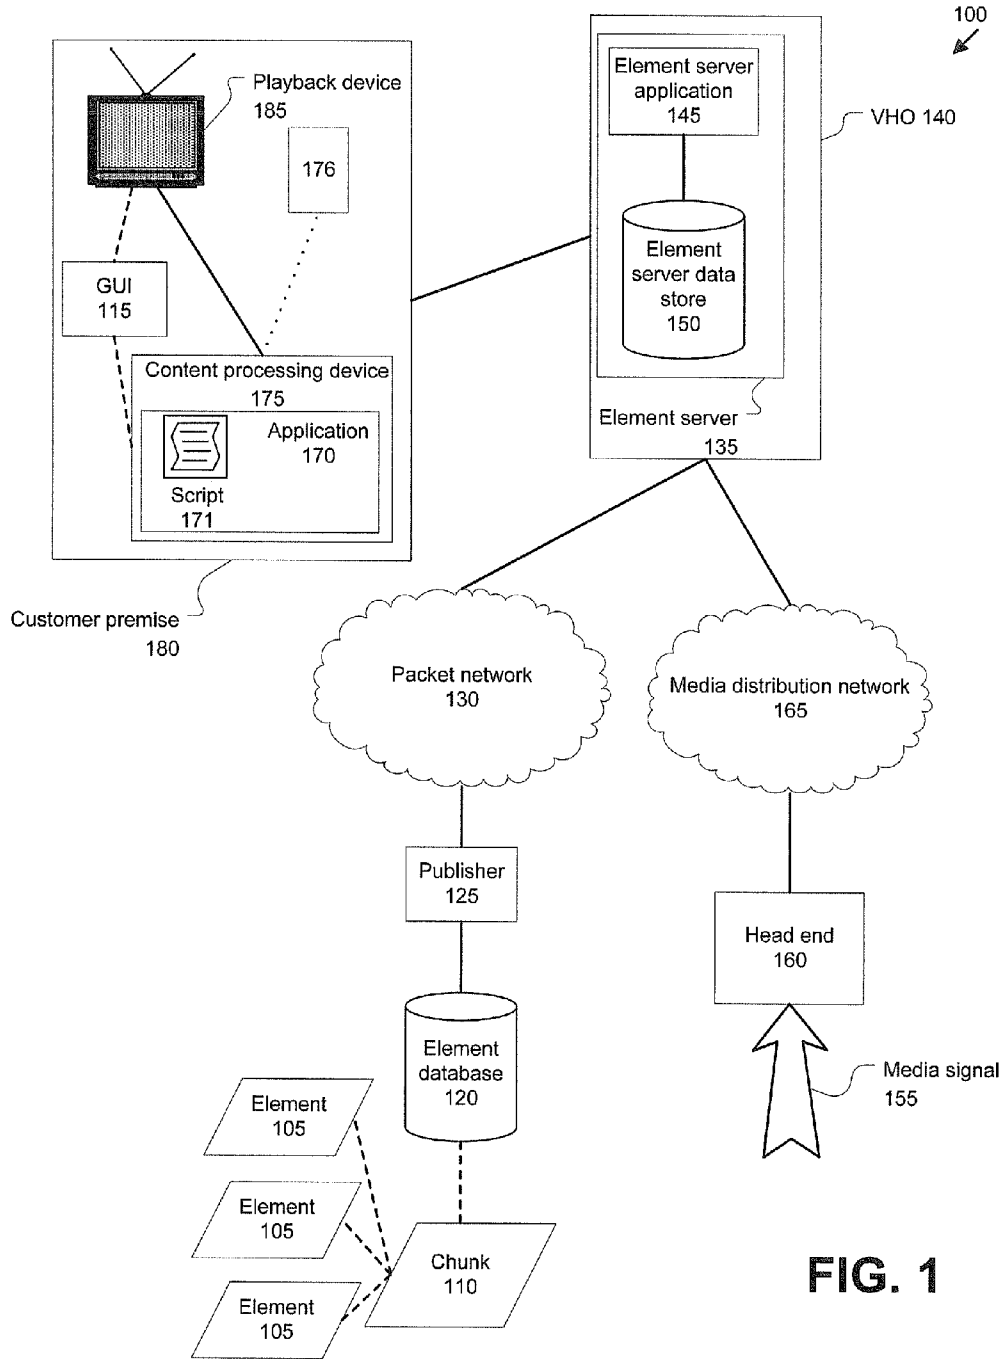 100
Playback device
185
176
GUI
115
Content processing device
175
Application
170
Script
171
Customer premise
180
Element server
application
145
Element
server data
store
150
VHO 140
Element server
135
Packet network
130
Media distribution network
165
Publisher
125
Head end
160
Element
database
120
Media signal
155
Element
105
Element
105
Element
105
Chunk
110
FIG. 1